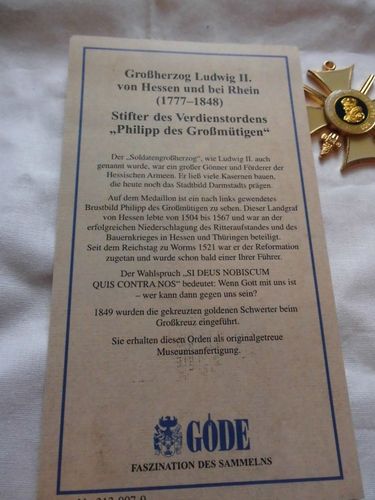 Großherzog Ludwig II.
von Hessen und bei Rhein
(1777–1848)
Stifter des Verdienstordens
„Philipp des Großmütigen“
Der „Soldatengroßherzog“, wie Ludwig II. auch
genannt wurde, war ein großer Gönner und Förderer der
Hessischen Armeen. Er ließ viele Kasernen bauen,
die heute noch das Stadtbild Darmstadts prägen.
Auf dem Medaillon ist ein nach links gewendetes
Brustbild Philipp des Großmütigen zu sehen. Dieser Landgraf
von Hessen lebte von 1504 bis 1567 und war an der
erfolgreichen Niederschlagung des Ritteraufstandes und des
Bauernkrieges in Hessen und Thüringen beteiligt.
Seit dem Reichstag zu Worms 1521 war er der Reformation
zugetan und wurde schon bald einer ihrer Führer.
Der Wahlspruch „SI DEUS NOBISCUM
QUIS CONTRA NOS“ bedeutet: Wenn Gott mit uns ist
– wer kann dann gegen uns sein?
1849 wurden die gekreuzten goldenen Schwerter beim
Großkreuz eingeführt.
Sie erhalten diesen Orden als originalgetreue
Museumsanfertigung.
GÖDE
FASZINATION DES SAMMELNS